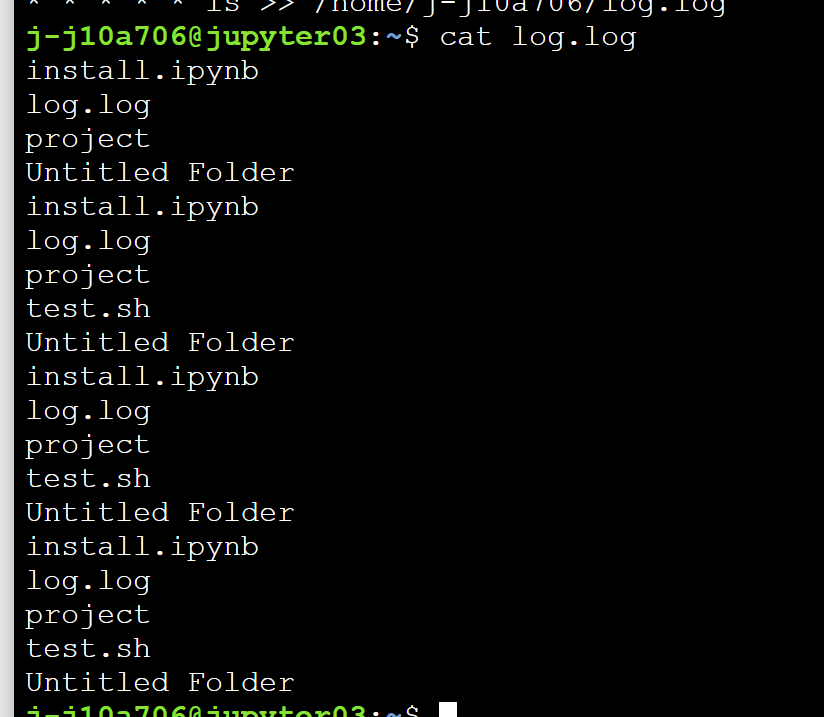 * * * * * ls >> /home/j-j10a706/log.log
j-j10a706@jupyter03:~$ cat log.log
install.ipynb
log.log
project
Untitled Folder
install.ipynb
log.log
project
test.sh
Untitled Folder
install.ipynb
log.log
project
test.sh
Untitled Folder
install.ipynb
log.log
project
test.sh
Untitled Folder
j-j10a706@jupyter03:~$